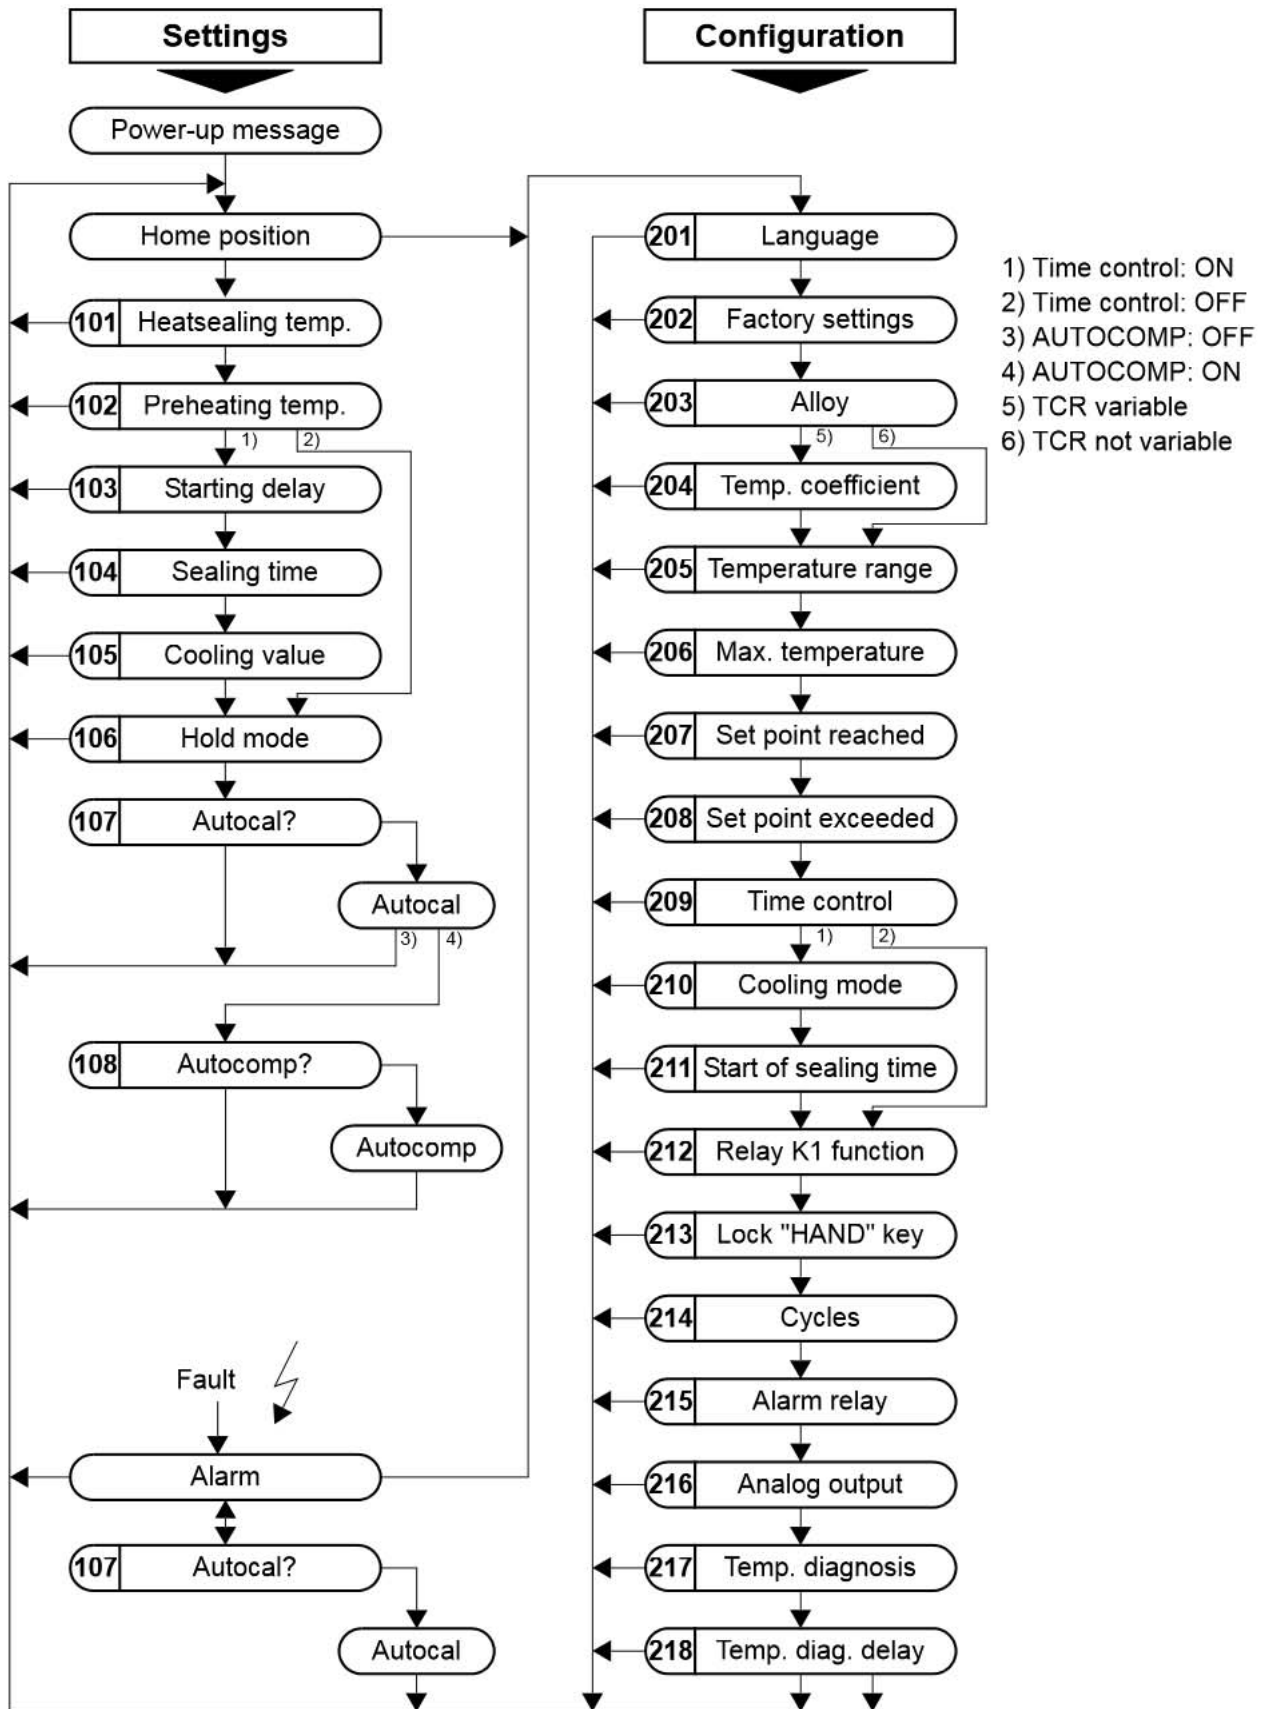 Settings
Power-up message
Home position
101 Heatsealing temp.
102 Preheating temp.
1) 2)
103 Starting delay
104 Sealing time
105 Cooling value
106 Hold mode
107 Autocal?
Autocal
3) 4)
108 Autocomp?
Autocomp
Fault
Alarm
107 Autocal?
Autocal
Configuration
201 Language
202 Factory settings
203 Alloy
5) 6)
204 Temp. coefficient
205 Temperature range
206 Max. temperature
207 Set point reached
208 Set point exceeded
209 Time control
1) 2)
210 Cooling mode
211 Start of sealing time
212 Relay K1 function
213 Lock "HAND" key
214 Cycles
215 Alarm relay
216 Analog output
217 Temp. diagnosis
218 Temp. diag. delay
1) Time control: ON
2) Time control: OFF
3) AUTOCOMP: OFF
4) AUTOCOMP: ON
5) TCR variable
6) TCR not variable